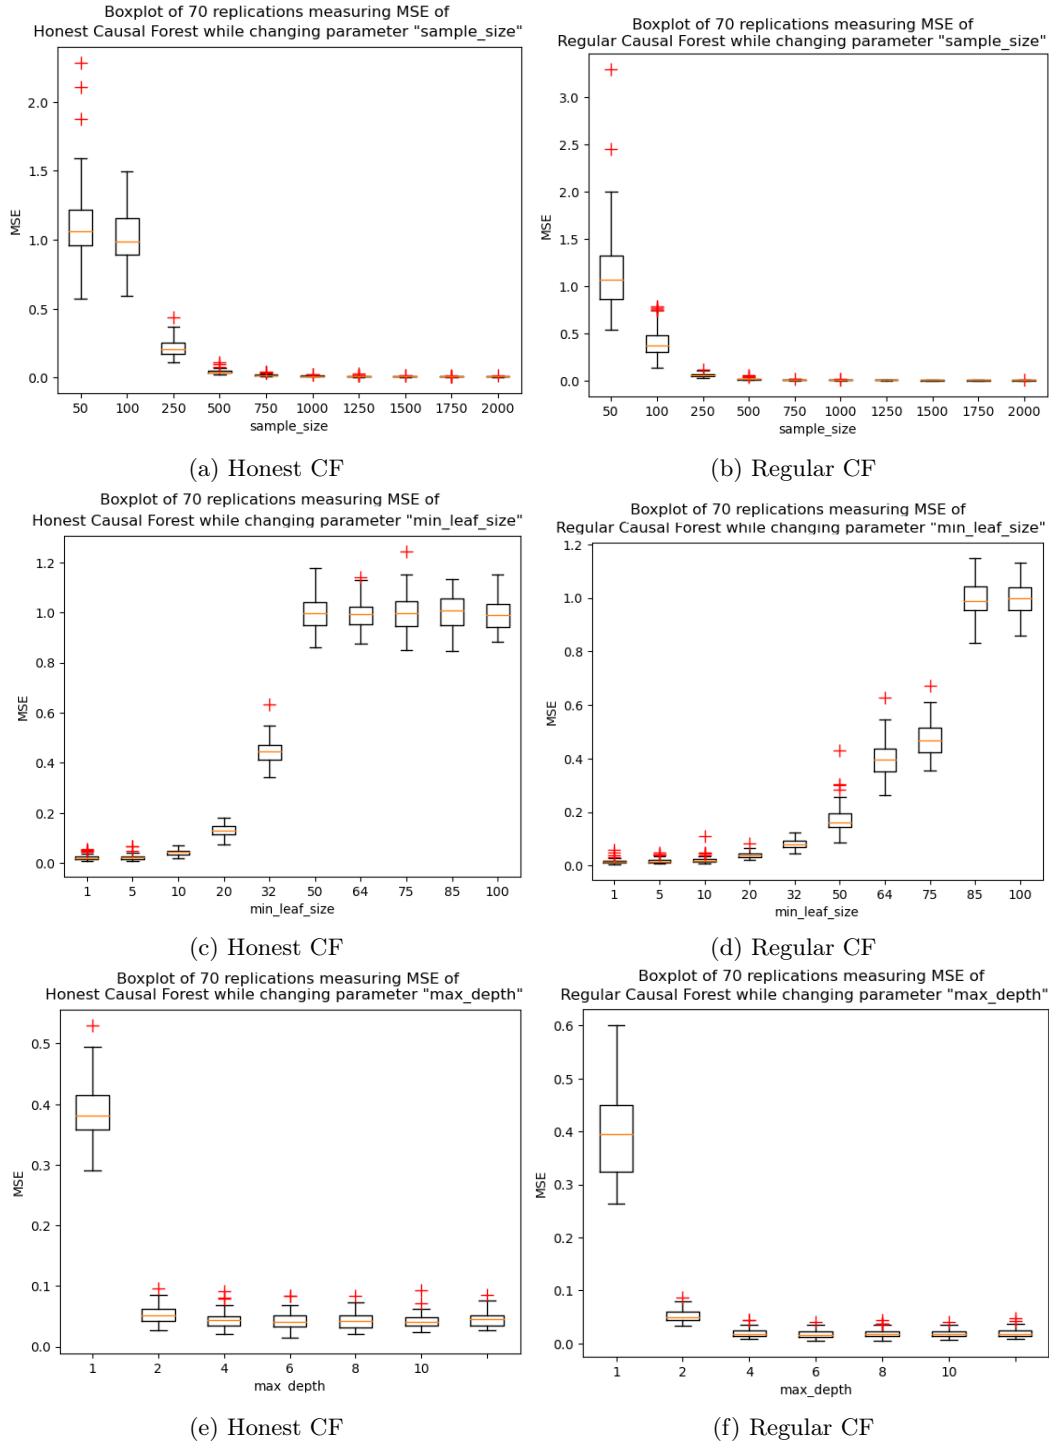 Boxplot of 70 replications measuring MSE of
Honest Causal Forest while changing parameter "sample_size"
MSE
2.0
1.5
1.0
0.5
0.0
50 100 250 500 750 1000 1250 1500 1750 2000
sample_size
(a) Honest CF
Boxplot of 70 replications measuring MSE of
Regular Causal Forest while changing parameter "sample_size"
MSE
3.0
2.5
2.0
1.5
1.0
0.5
0.0
50 100 250 500 750 1000 1250 1500 1750 2000
sample_size
(b) Regular CF
Boxplot of 70 replications measuring MSE of
Honest Causal Forest while changing parameter "min_leaf_size"
MSE
1.2
1.0
0.8
0.6
0.4
0.2
0.0
1 5 10 20 32 50 64 75 85 100
min_leaf_size
(c) Honest CF
Boxplot of 70 replications measuring MSE of
Regular Causal Forest while changing parameter "min_leaf_size"
MSE
1.2
1.0
0.8
0.6
0.4
0.2
0.0
1 5 10 20 32 50 64 75 85 100
min_leaf_size
(d) Regular CF
Boxplot of 70 replications measuring MSE of
Honest Causal Forest while changing parameter "max_depth"
MSE
0.5
0.4
0.3
0.2
0.1
0.0
1 2 4 6 8 10
max_depth
(e) Honest CF
Boxplot of 70 replications measuring MSE of
Regular Causal Forest while changing parameter "max_depth"
MSE
0.6
0.5
0.4
0.3
0.2
0.1
0.0
1 2 4 6 8 10
max_depth
(f) Regular CF